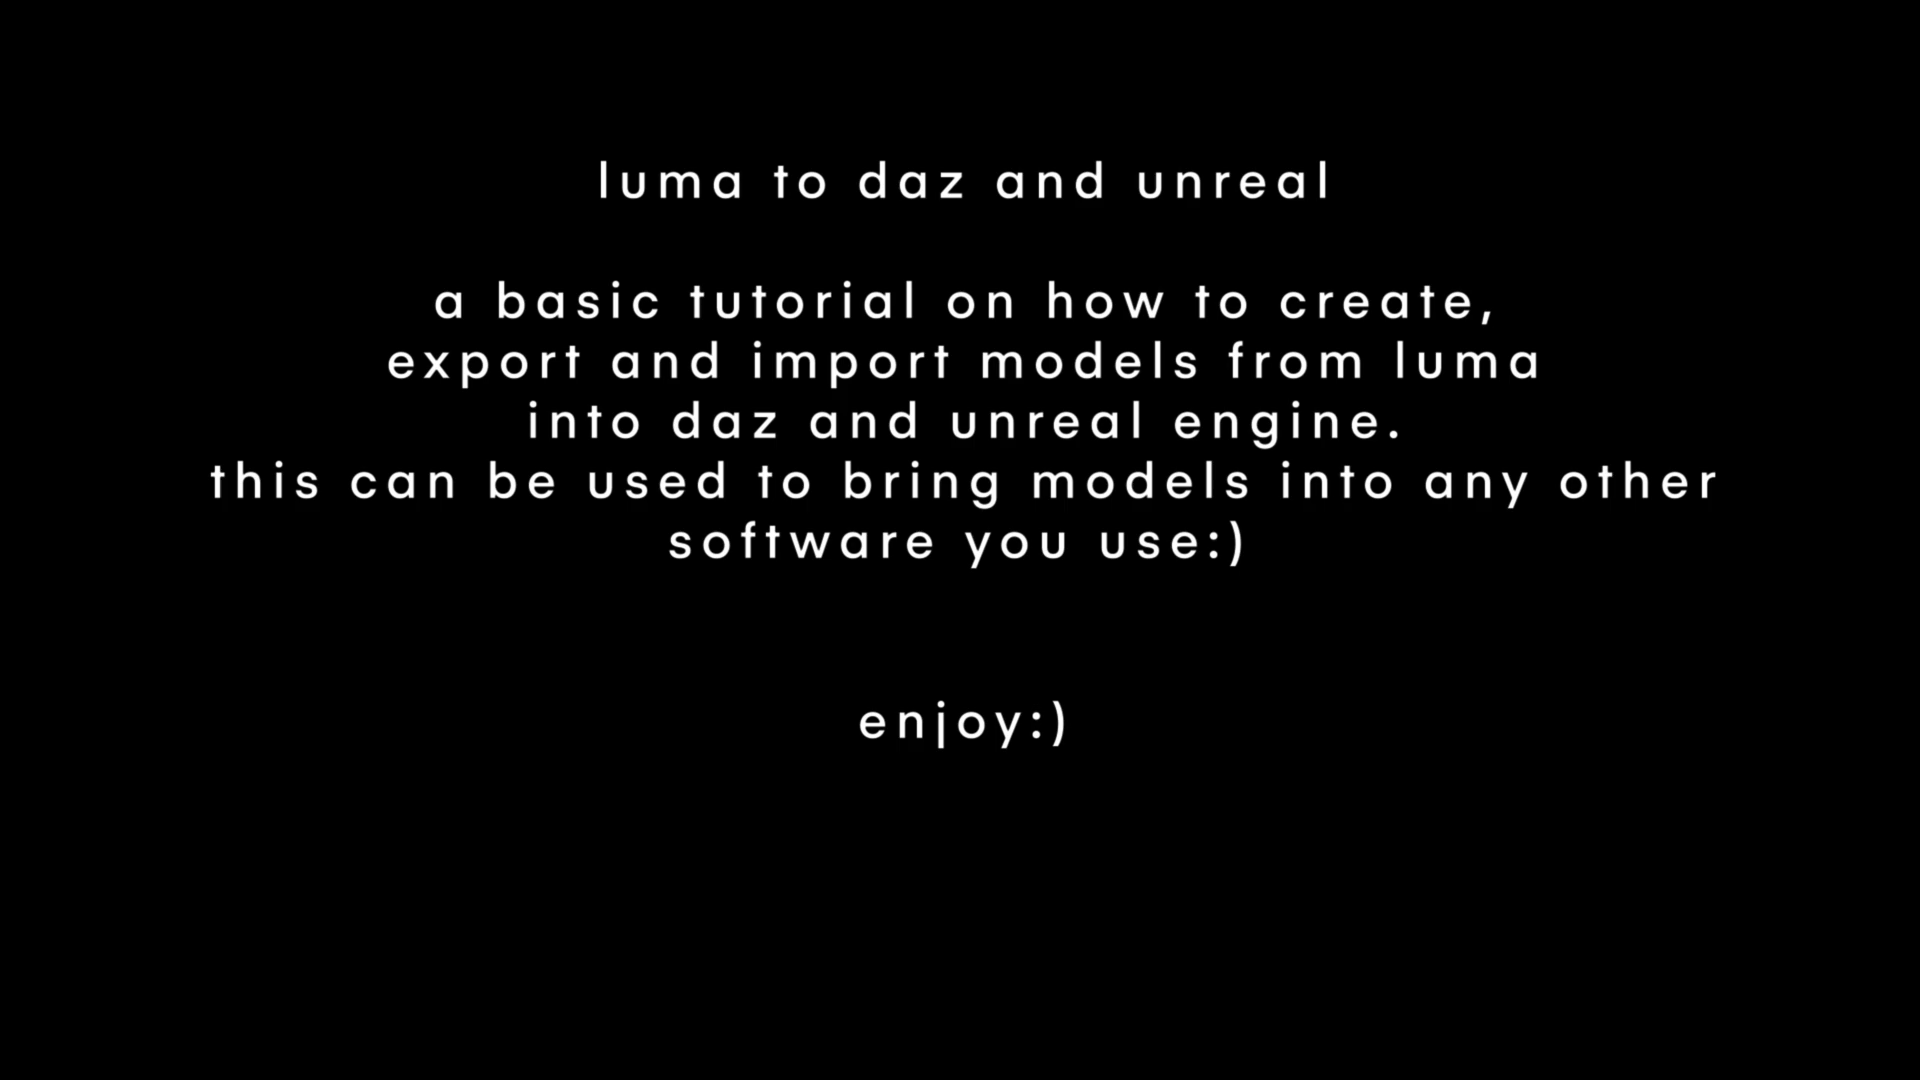 luma to daz and unreal
a basic tutorial on how to create,
export and import models from luma
into daz and unreal engine.
this can be used to bring models into any other
software you use:)
enjoy:)